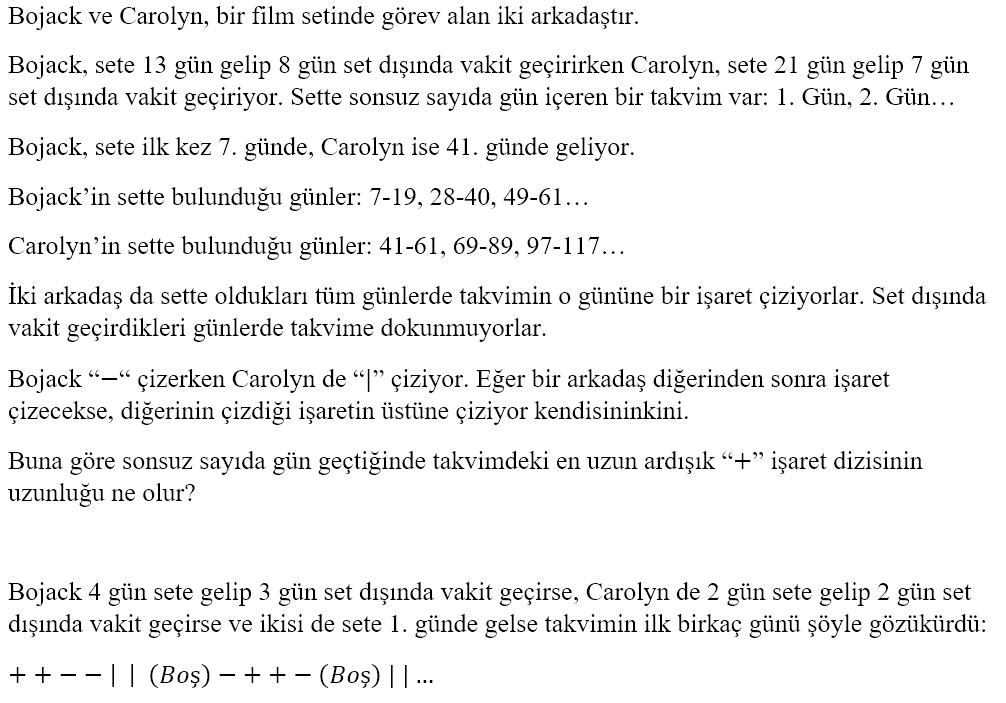 Bojack ve Carolyn, bir film setinde görev alan iki arkadaştır.
Bojack, sete 13 gün gelip 8 gün set dışında vakit geçirirken Carolyn, sete 21 gün gelip 7 gün
set dışında vakit geçiriyor. Sette sonsuz sayıda gün içeren bir takvim var: 1. Gün, 2. Gün…
Bojack, sete ilk kez 7. günde, Carolyn ise 41. günde geliyor.
Bojack’in sette bulunduğu günler: 7-19, 28-40, 49-61…
Carolyn’in sette bulunduğu günler: 41-61, 69-89, 97-117…
İki arkadaş da sette oldukları tüm günlerde takvimin o gününe bir işaret çiziyorlar. Set dışında
vakit geçirdikleri günlerde takvime dokunmuyorlar.
Bojack “−“ çizerken Carolyn de “|” çiziyor. Eğer bir arkadaş diğerinden sonra işaret
çizecekse, diğerinin çizdiği işaretin üstüne çiziyor kendisininkini.
Buna göre sonsuz sayıda gün geçtiğinde takvimdeki en uzun ardışık “+” işaret dizisinin
uzunluğu ne olur?
Bojack 4 gün sete gelip 3 gün set dışında vakit geçirse, Carolyn de 2 gün sete gelip 2 gün set
dışında vakit geçirse ve ikisi de sete 1. günde gelse takvimin ilk birkaç günü şöyle gözükürdü:
+ + − − | | (Boş) − + + − (Boş) | | …